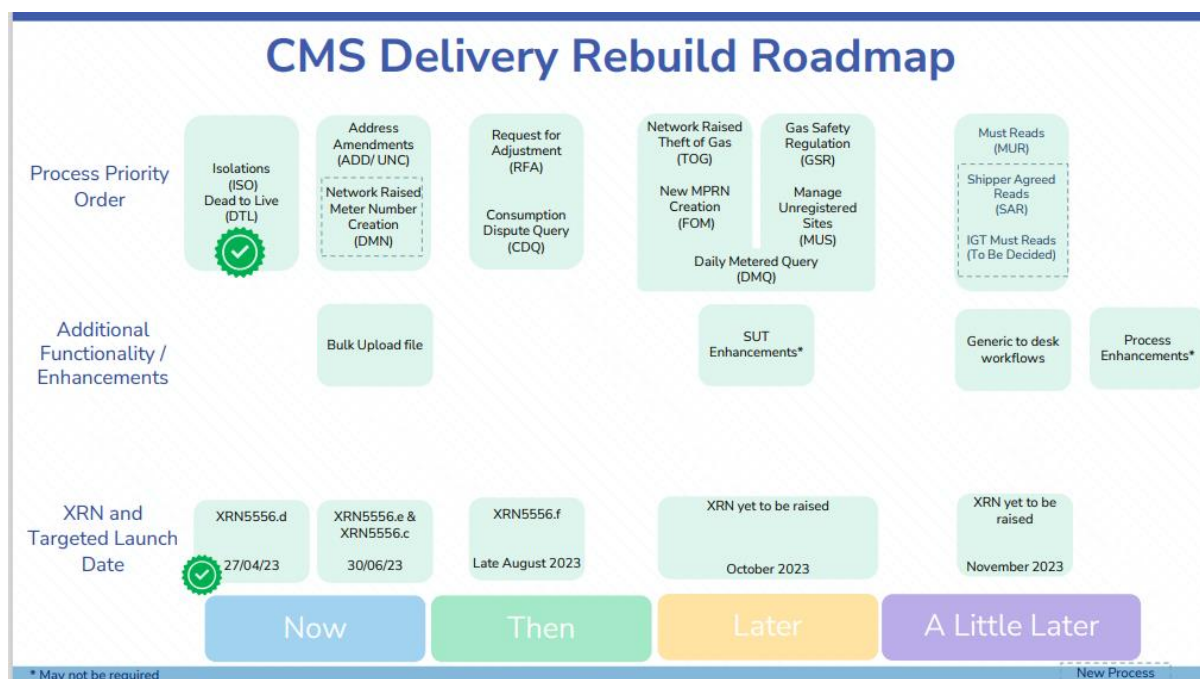 CMS Delivery Rebuild Roadmap
Process Priority
Order
Isolations
(ISO)
Dead to Live
(DTL)
Address
Amendments
(ADD/ UNC)
Network Raised
Meter Number
Creation
(DMN)
Request for
Adjustment
(RFA)
Consumption
Dispute Query
(CDQ)
Network Raised
Theft of Gas
(TOG)
New MPRN
Creation
(FOM)
Gas Safety
Regulation
(GSR)
Manage
Unregistered
Sites
(MUS)
Daily Metered Query
(DMQ)
Must Reads
(MUR)
Shipper Agreed
Reads
(SAR)
IGT Must Reads
(To Be Decided)
Additional
Functionality /
Enhancements
Bulk Upload file
SUT
Enhancements*
Generic to desk
workflows
Process
Enhancements*
XRN and
Targeted Launch
Date
XRN5556.d
27/04/23
XRN5556.e &
XRN5556.c
30/06/23
XRN5556.f
Late August 2023
XRN yet to be raised
October 2023
XRN yet to be
raised
November 2023
Now
Then
Later
A Little Later
* May not be required
New Process